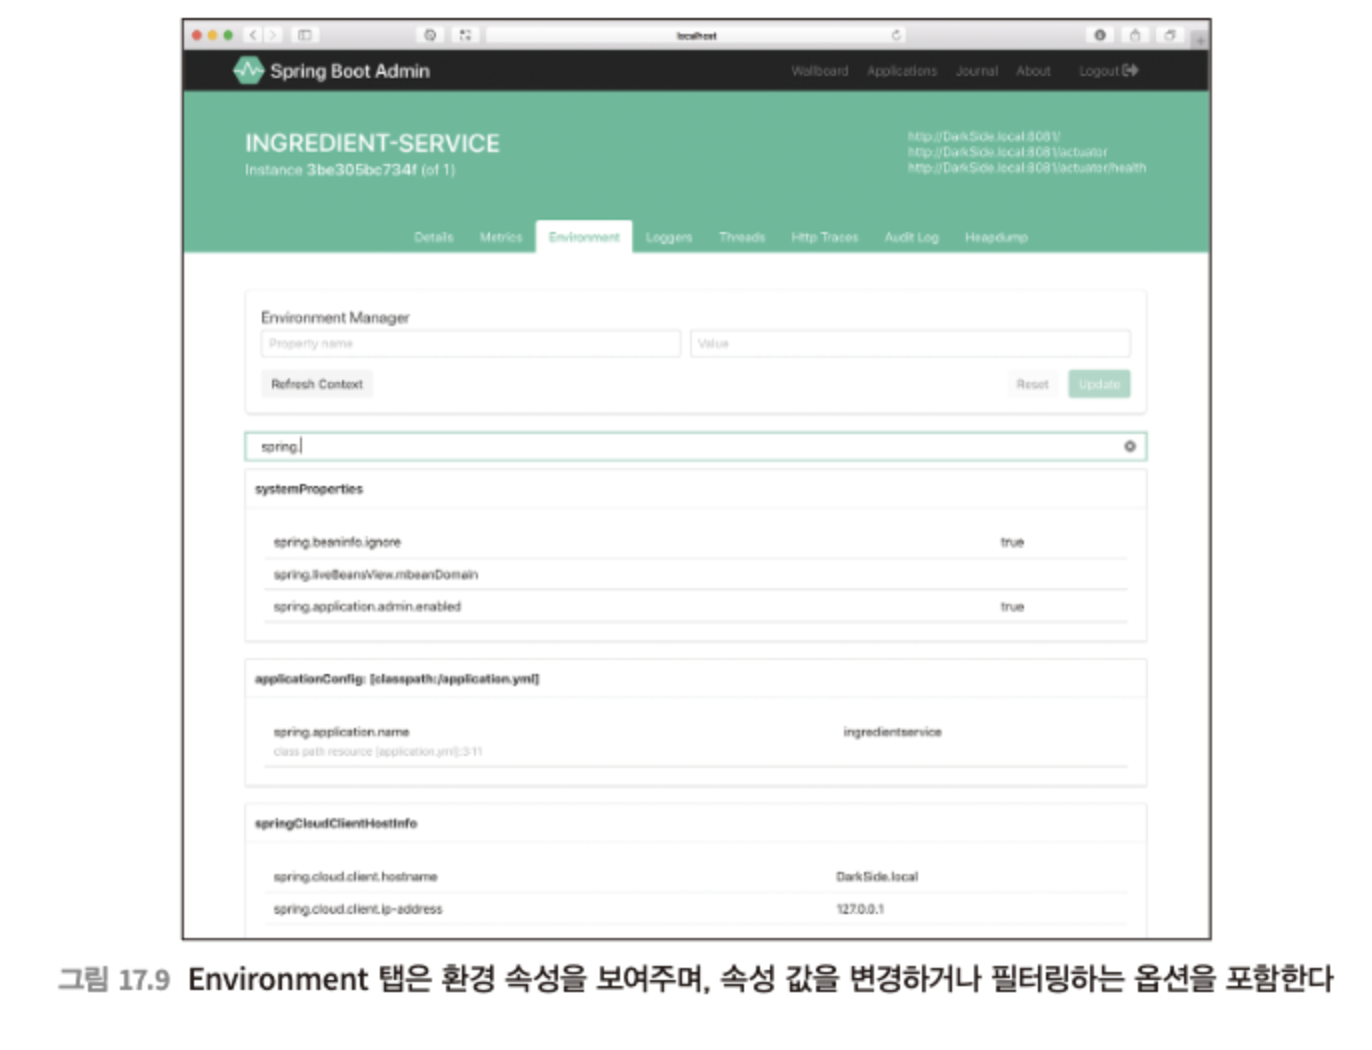 localhost
Spring Boot Admin
Wallboard Applications Journal About Logout
INGREDIENT-SERVICE
Instance 3be305bc734f (of 1)
http://DarkSide.local:8081/
http://DarkSide.local:8081/actuator
http://DarkSide.local:8081/actuator/health
Details Metrics Environment Loggers Threads Http Traces Audit Log Heapdump
Environment Manager
Property name Value
Refresh Context Reset Update
spring.
systemProperties
spring.beaninfo.ignore true
spring.liveBeansView.mbeanDomain
spring.application.admin.enabled true
applicationConfig: [classpath:/application.yml]
spring.application.name ingredientservice
class path resource [application.yml]:3:11
springCloudClientHostInfo
spring.cloud.client.hostname DarkSide.local
spring.cloud.client.ip-address 127.0.0.1
그림 17.9 Environment 탭은 환경 속성을 보여주며, 속성 값을 변경하거나 필터링하는 옵션을 포함한다